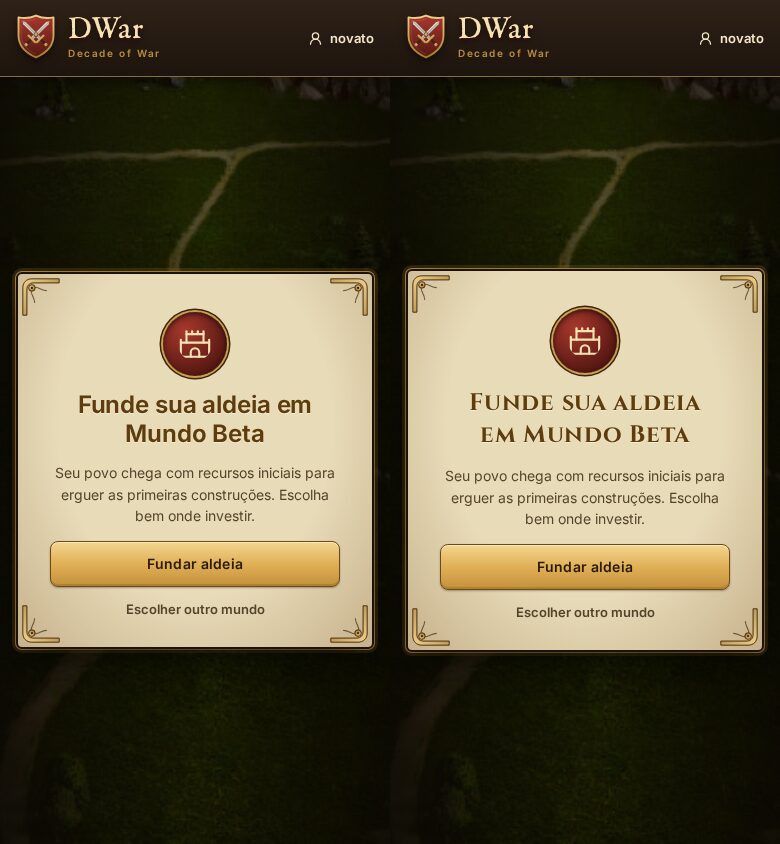 DWar
Decade of War
novato
Funde sua aldeia em
Mundo Beta
Seu povo chega com recursos iniciais para
erguer as primeiras construções. Escolha
bem onde investir.
Fundar aldeia
Escolher outro mundo
DWar
Decade of War
novato
Funde sua aldeia
em Mundo Beta
Seu povo chega com recursos iniciais para
erguer as primeiras construções. Escolha
bem onde investir.
Fundar aldeia
Escolher outro mundo